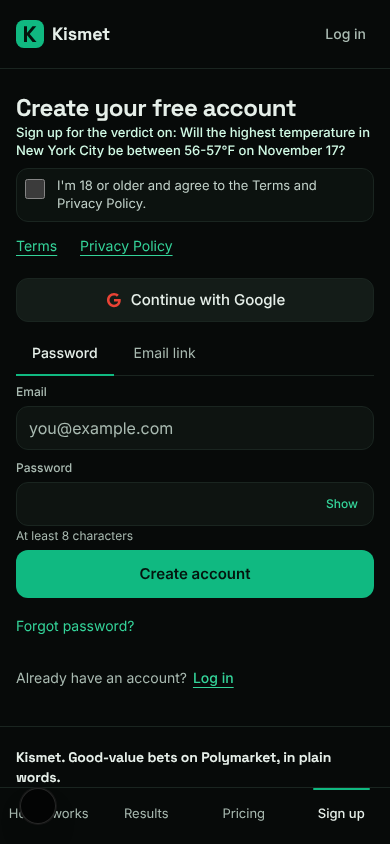 Kismet
Log in
Create your free account
Sign up for the verdict on: Will the highest temperature in
New York City be between 56-57°F on November 17?
I'm 18 or older and agree to the Terms and
Privacy Policy.
Terms Privacy Policy
Continue with Google
Password Email link
Email
you@example.com
Password
Show
At least 8 characters
Create account
Forgot password?
Already have an account? Log in
Kismet. Good-value bets on Polymarket, in plain
words.
works Results Pricing Sign up